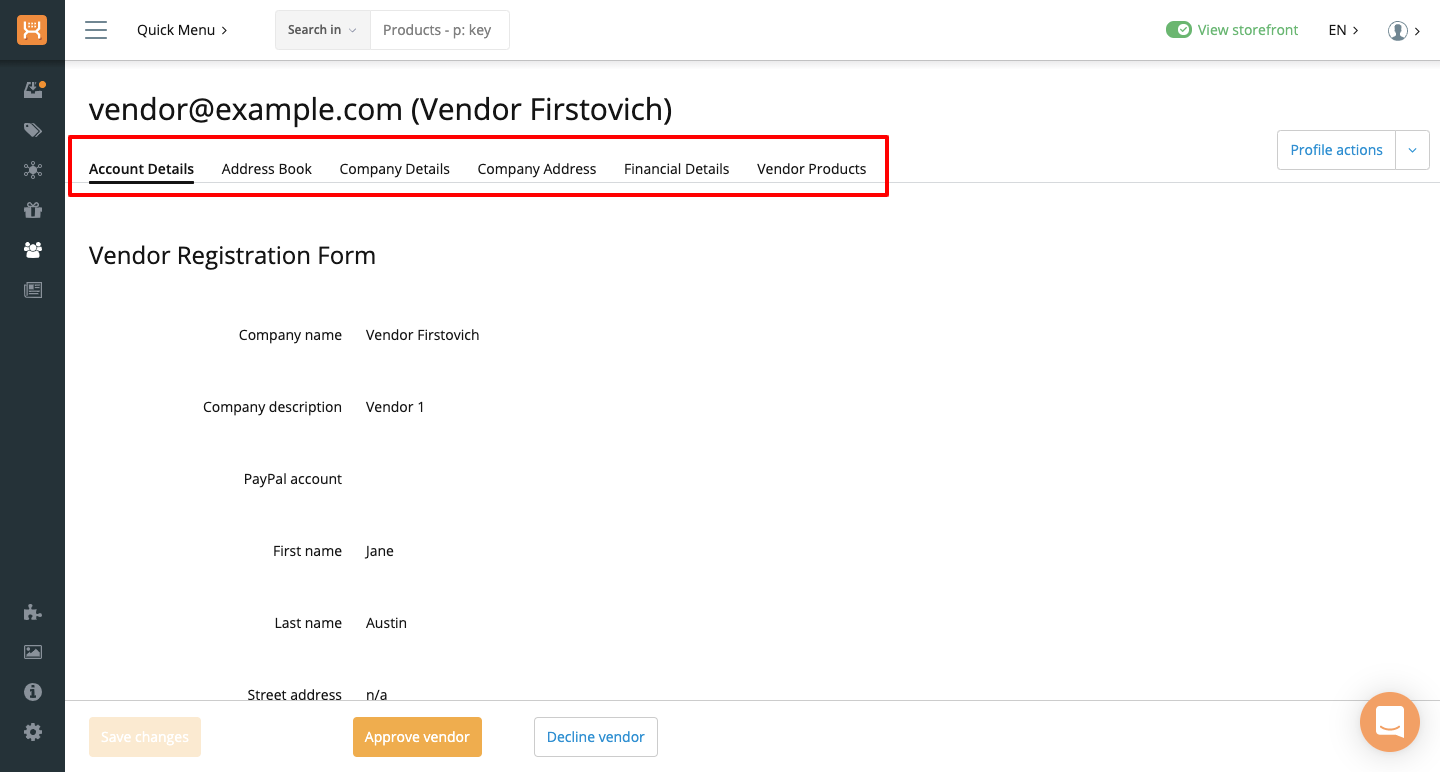 Quick Menu
Search in
Products - p: key
View storefront
EN
vendor@example.com (Vendor Firstovich)
Profile actions
Account Details
Address Book
Company Details
Company Address
Financial Details
Vendor Products
Vendor Registration Form
Company name Vendor Firstovich
Company description Vendor 1
PayPal account
First name Jane
Last name Austin
Street address n/a
Save changes
Approve vendor
Decline vendor